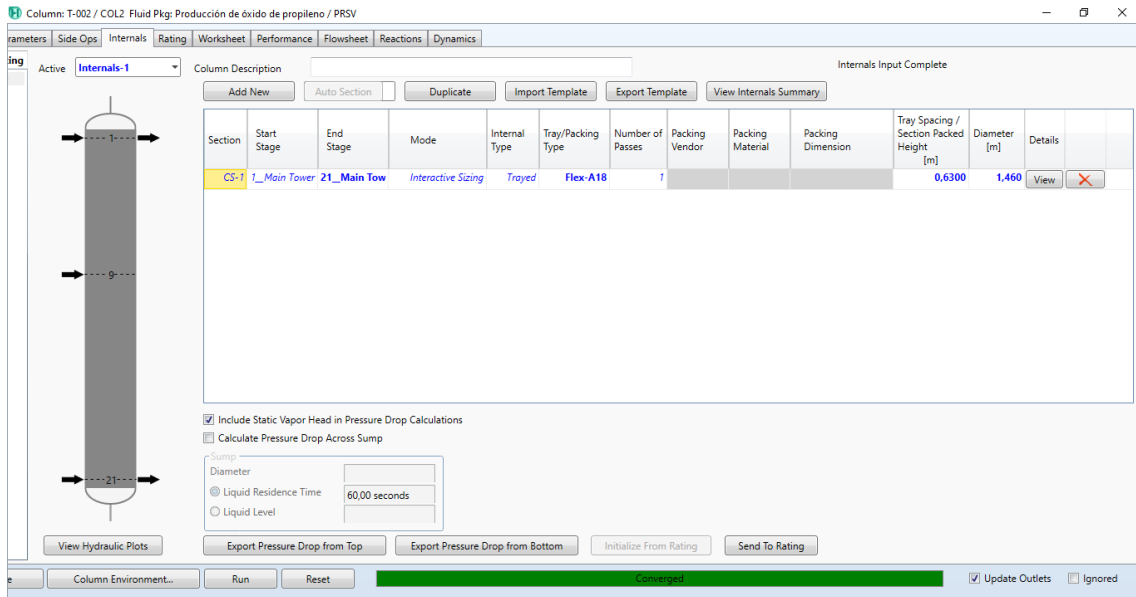 Column: T-002 / COL2 Fluid Pkg: Producción de óxido de propileno / PRSV
rameters Side Ops Internals Rating Worksheet Performance Flowsheet Reactions Dynamics
ing
Active Internals-1
Column Description
Internals Input Complete
Add New Auto Section Duplicate Import Template Export Template View Internals Summary
Section Start Stage End Stage Mode Internal Type Tray/Packing Type Number of Passes Packing Vendor Packing Material Packing Dimension Tray Spacing / Section Packed Height [m] Diameter [m] Details
CS-1 1__Main Tower 21__Main Tow Interactive Sizing Trayed Flex-A18 1 0,6300 1,460 View
1
9
21
Include Static Vapor Head in Pressure Drop Calculations
Calculate Pressure Drop Across Sump
Sump
Diameter
Liquid Residence Time 60,00 seconds
Liquid Level
View Hydraulic Plots Export Pressure Drop from Top Export Pressure Drop from Bottom Initialize From Rating Send To Rating
e Column Environment... Run Reset Converged Update Outlets Ignored